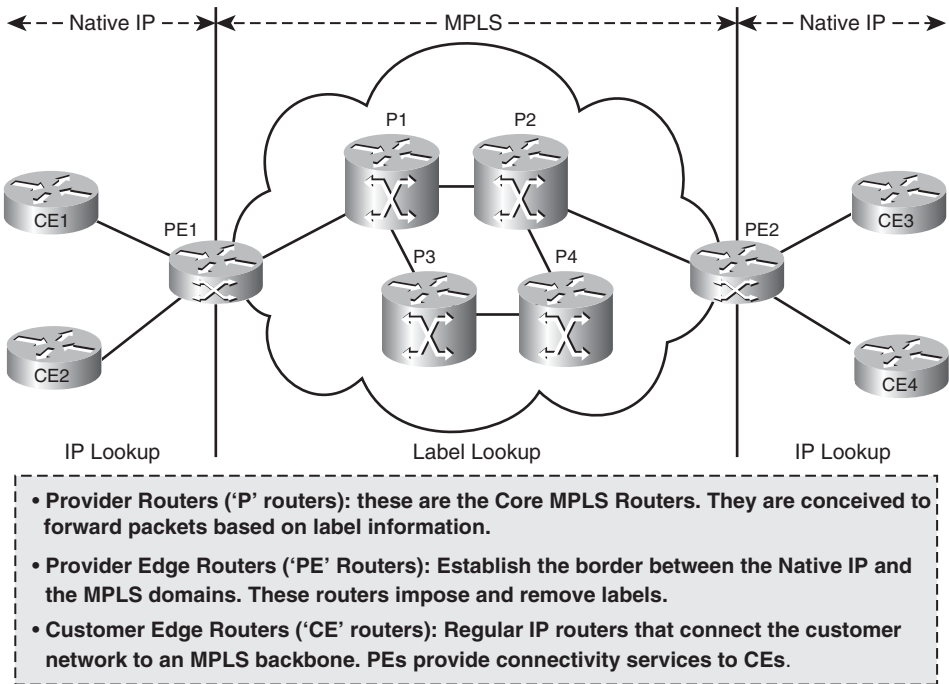 Native IP
MPLS
Native IP
P1
P2
CE1
PE1
P3
P4
PE2
CE3
CE2
CE4
IP Lookup
Label Lookup
IP Lookup
• Provider Routers (‘P’ routers): these are the Core MPLS Routers. They are conceived to
forward packets based on label information.
• Provider Edge Routers (‘PE’ Routers): Establish the border between the Native IP and
the MPLS domains. These routers impose and remove labels.
• Customer Edge Routers (‘CE’ routers): Regular IP routers that connect the customer
network to an MPLS backbone. PEs provide connectivity services to CEs.